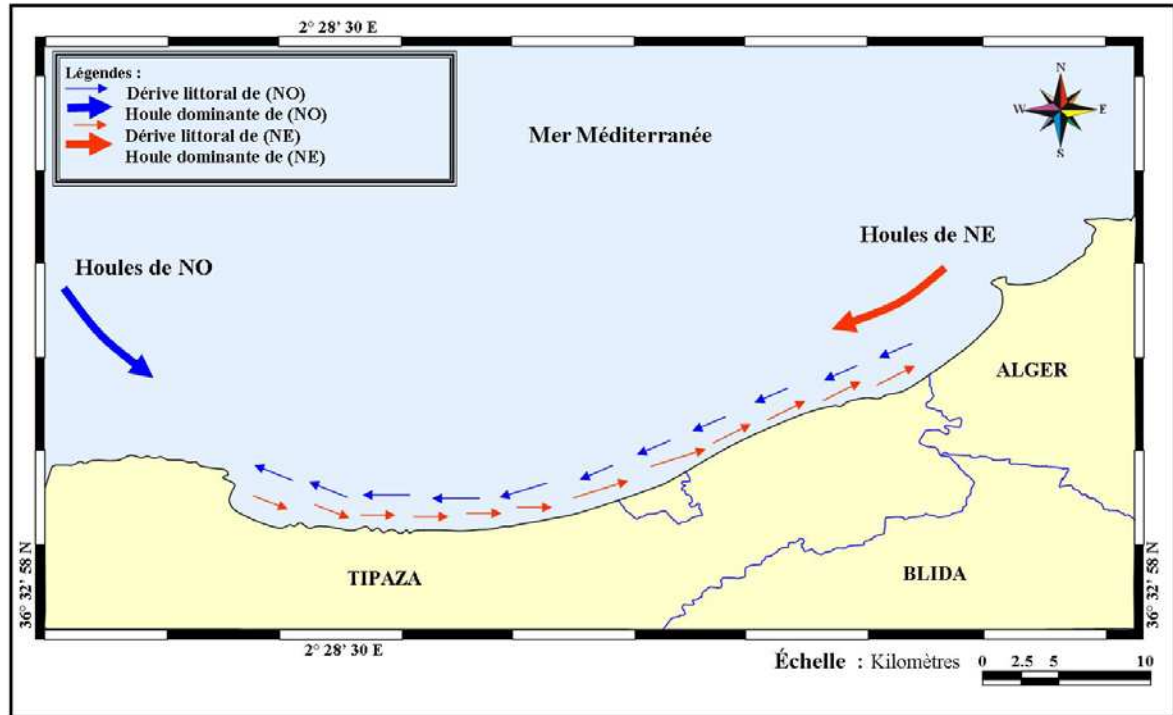 2° 28’ 30 E
Légendes :
Dérive littoral de (NO)
Houle dominante de (NO)
Dérive littoral de (NE)
Houle dominante de (NE)
N
W E
S
Mer Méditerranée
Houles de NE
Houles de NO
ALGER
TIPAZA
BLIDA
36° 32’ 58 N
36° 32’ 58 N
2° 28’ 30 E
Échelle : Kilomètres 0 2.5 5 10